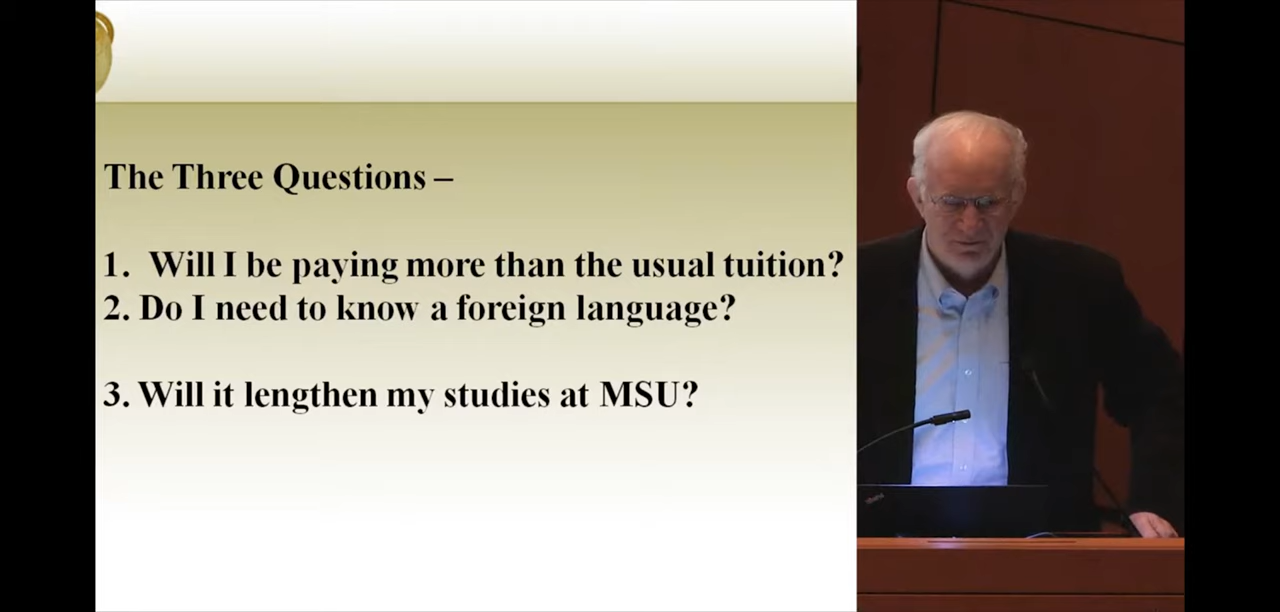 The Three Questions –
1. Will I be paying more than the usual tuition?
2. Do I need to know a foreign language?
3. Will it lengthen my studies at MSU?